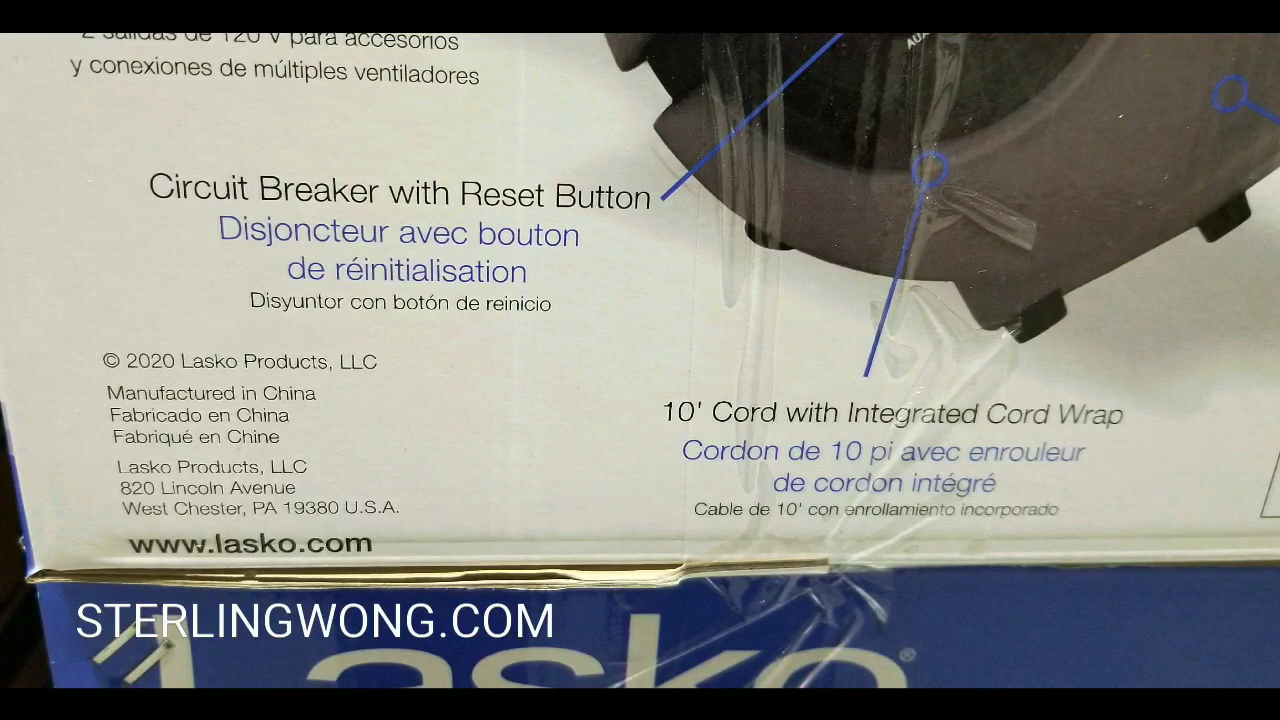 2 salidas de 120 V para accesorios
y conexiones de múltiples ventiladores
Circuit Breaker with Reset Button
Disjoncteur avec bouton
de réinitialisation
Disyuntor con botón de reinicio
© 2020 Lasko Products, LLC
Manufactured in China
Fabricado en China
Fabriqué en Chine
Lasko Products, LLC
820 Lincoln Avenue
West Chester, PA 19380 U.S.A.
www.lasko.com
10' Cord with Integrated Cord Wrap
Cordon de 10 pi avec enrouleur
de cordon intégré
Cable de 10' con enrollamiento incorporado
STERLINGWONG.COM
Lasko®